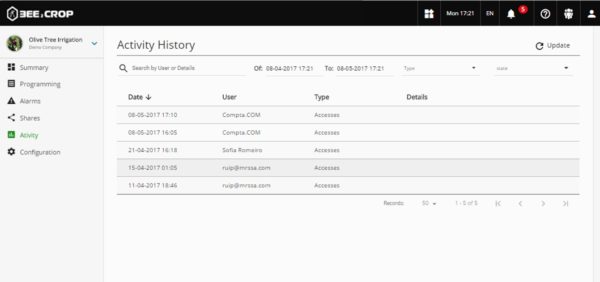 BEE2CROP
Mon 17:21
EN
5
Olive Tree Irrigation
Demo Company
Summary
Programming
Alarms
Shares
Ativity
Configuration
Activity History
Update
Search by User or Details
Of: 08-04-2017 17:21
To: 08-05-2017 17:21
Type
state
Date User Type Details
08-05-2017 17:10 Compta.COM Accesses
08-05-2017 16:05 Compta.COM Accesses
21-04-2017 16:18 Sofia Romeiro Accesses
15-04-2017 01:05 ruip@mrssa.com Accesses
11-04-2017 18:46 ruip@mrssa.com Accesses
Records: 50 1 - 5 of 5